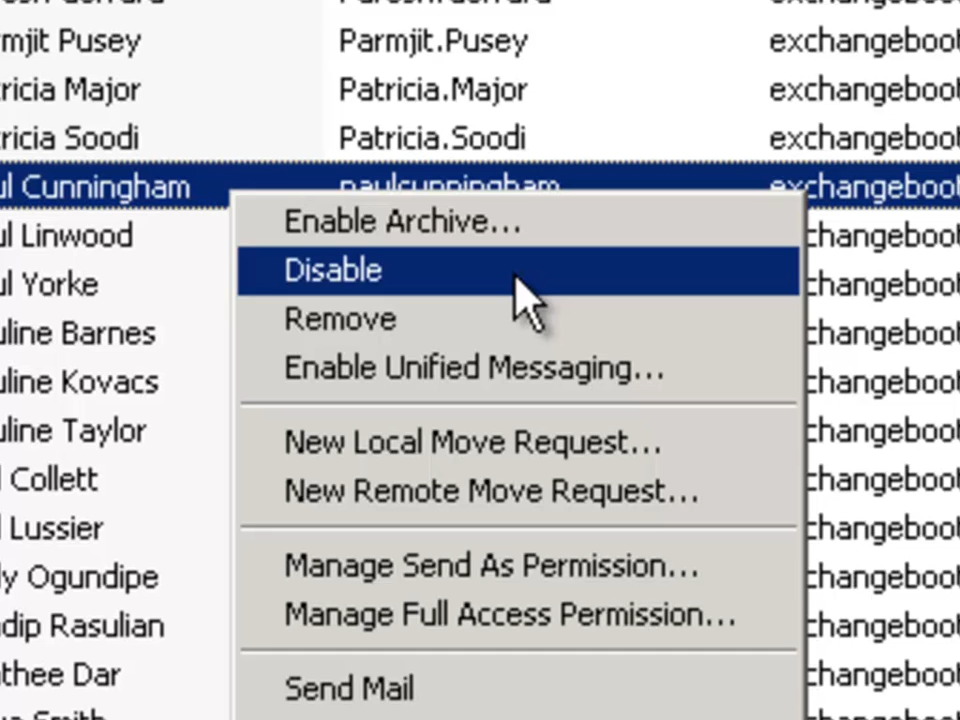 rmjit Pusey Parmjit.Pusey exchangeboot
ricia Major Patricia.Major exchangeboot
ricia Soodi Patricia.Soodi exchangeboot
ul Cunningham paulcunningham exchangeboot
Enable Archive...
ul Linwood changeboot
Disable
ul Yorke changeboot
Remove
uline Barnes changeboot
Enable Unified Messaging...
uline Kovacs changeboot
uline Taylor changeboot
New Local Move Request...
l Collett changeboot
New Remote Move Request...
l Lussier changeboot
Manage Send As Permission...
ly Ogundipe changeboot
Manage Full Access Permission...
dip Rasulian changeboot
thee Dar changeboot
Send Mail